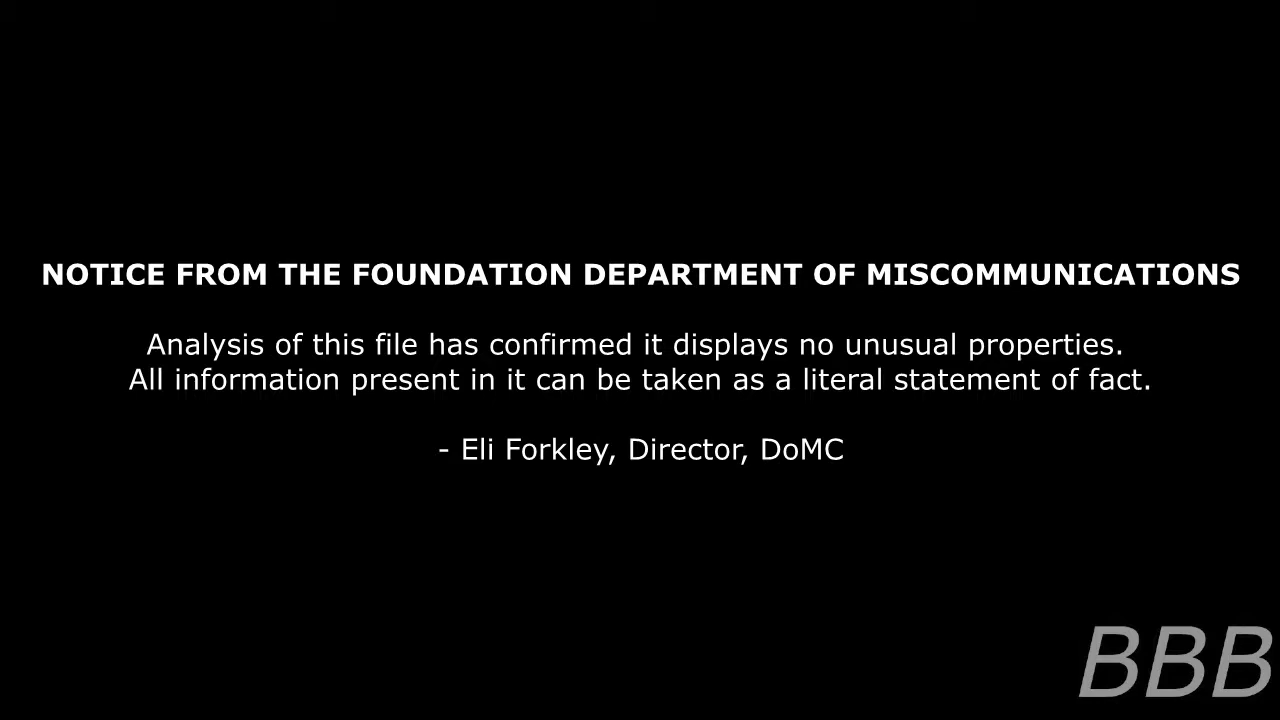 NOTICE FROM THE FOUNDATION DEPARTMENT OF MISCOMMUNICATIONS
Analysis of this file has confirmed it displays no unusual properties.
All information present in it can be taken as a literal statement of fact.
- Eli Forkley, Director, DoMC
BBB